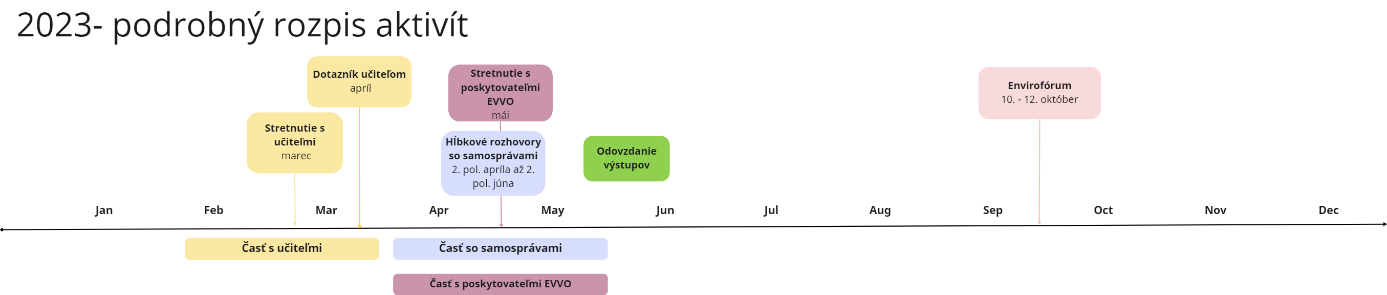 2023- podrobný rozpis aktivít
Dotazník učiteľom
apríl
Stretnutie s
poskytovateľmi
EVVO
máj
Envirofórum
10. - 12. október
Stretnutie s
učiteľmi
marec
Hĺbkové rozhovory
so samosprávami
2. pol. apríla až 2.
pol. júna
Odovzdanie
výstupov
Jan Feb Mar Apr May Jun Jul Aug Sep Oct Nov Dec
Časť s učiteľmi
Časť so samosprávami
Časť s poskytovateľmi EVVO